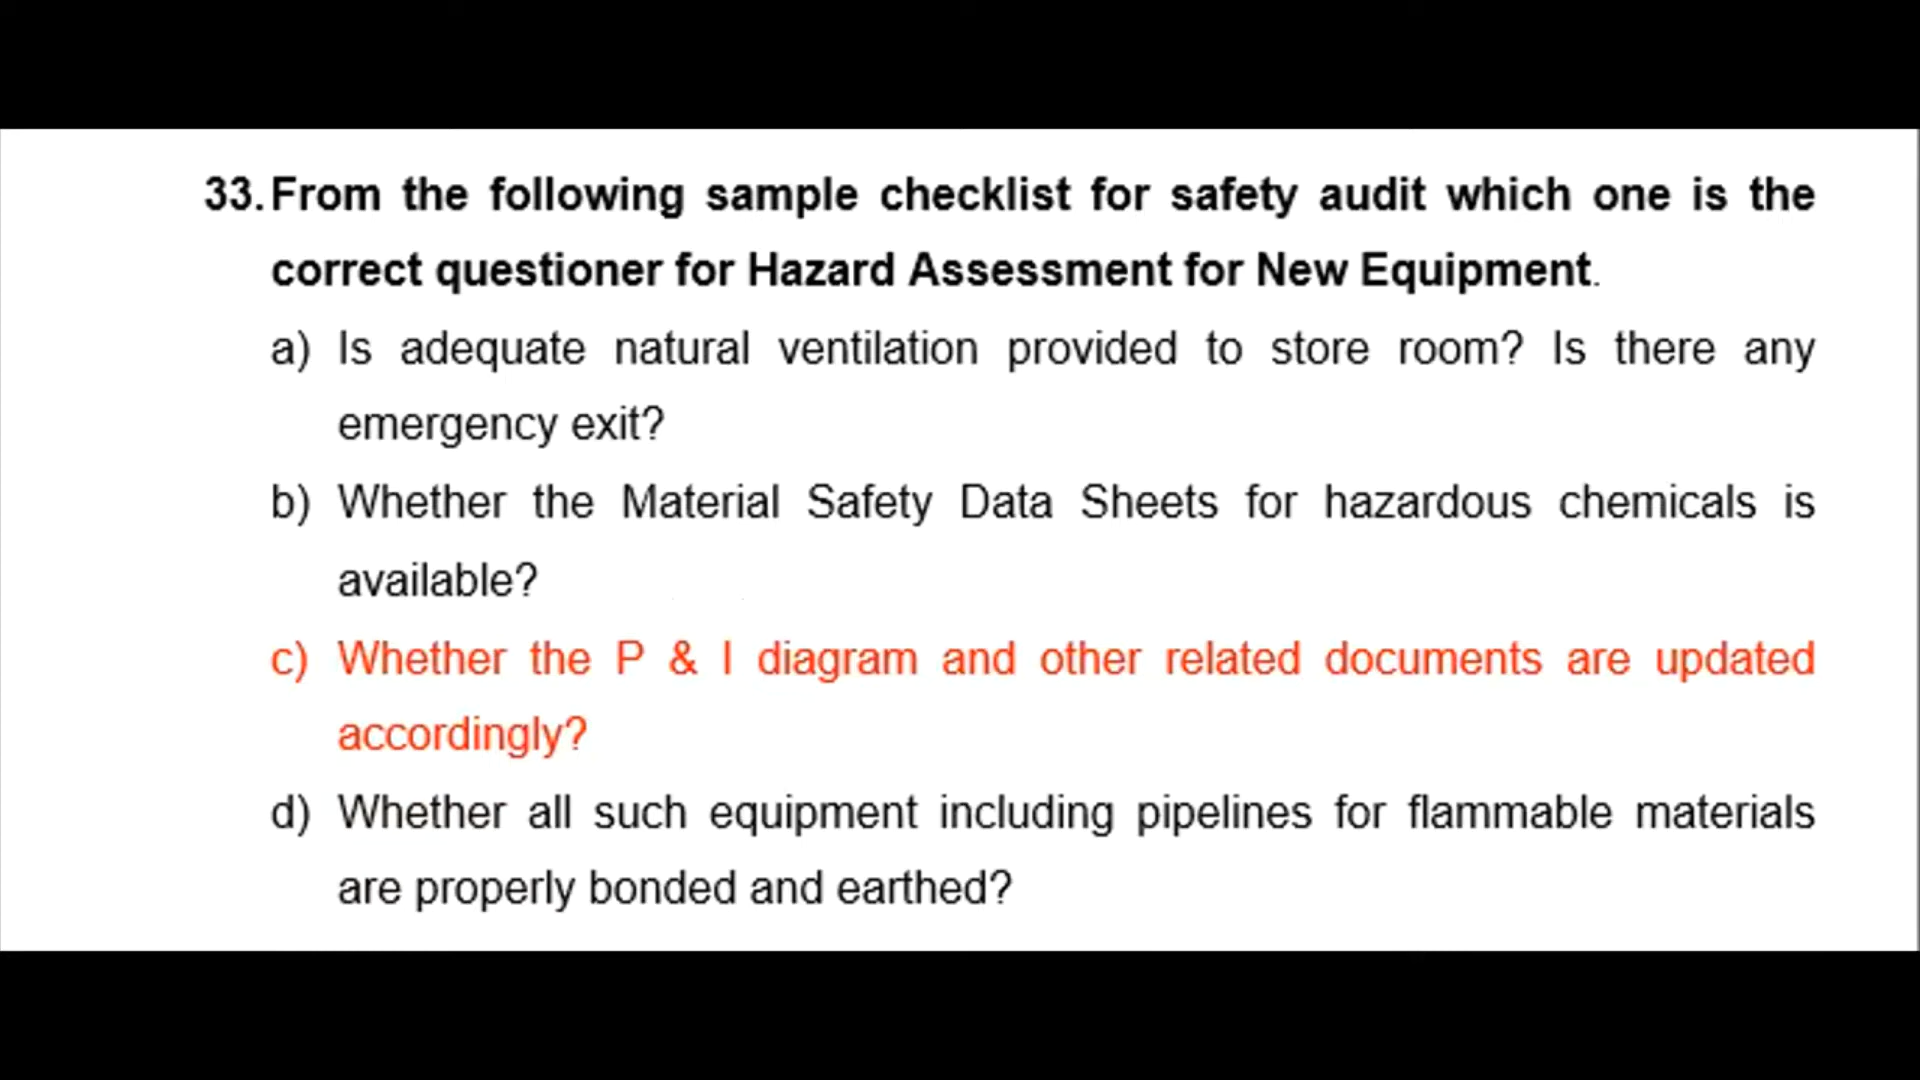 33. From the following sample checklist for safety audit which one is the
correct questioner for Hazard Assessment for New Equipment.
a) Is adequate natural ventilation provided to store room? Is there any
emergency exit?
b) Whether the Material Safety Data Sheets for hazardous chemicals is
available?
c) Whether the P & I diagram and other related documents are updated
accordingly?
d) Whether all such equipment including pipelines for flammable materials
are properly bonded and earthed?